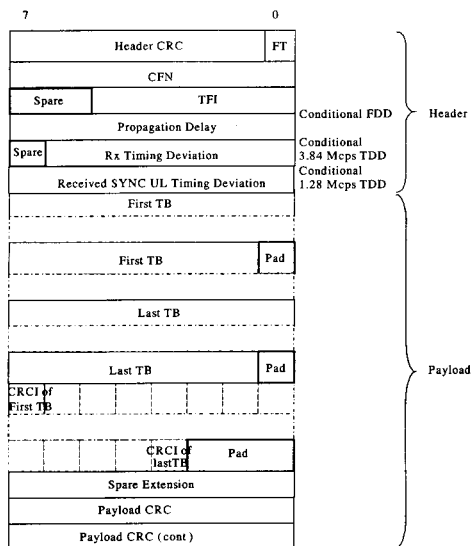 7 0
Header CRC FT
CFN
Spare TFI
Propagation Delay Conditional FDD Header
Spare Rx Timing Deviation Conditional
3.84 Mcps TDD
Received SYNC UL Timing Deviation Conditional
1.28 Mcps TDD
First TB
First TB Pad
Last TB
Last TB Pad
Payload
CRCI of
First TB
CRCI of
lastTB Pad
Spare Extension
Payload CRC
Payload CRC (cont)